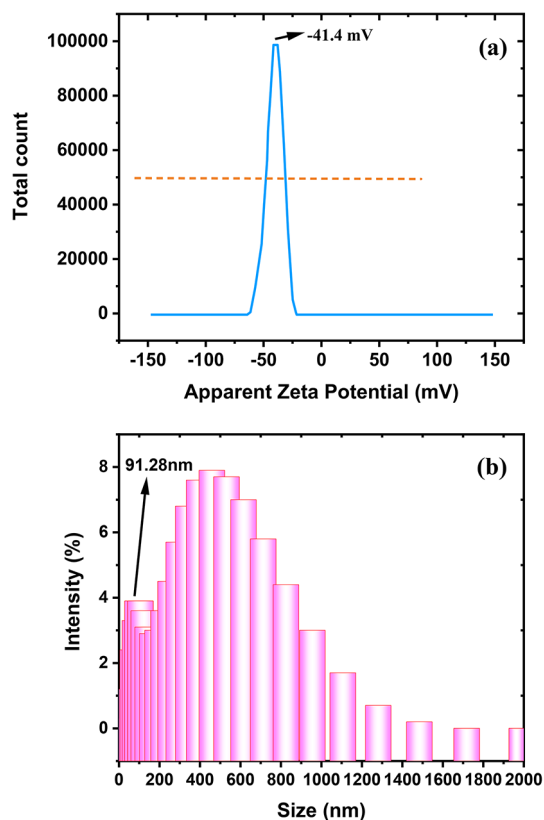 -41.4 mV
(a)
100000
80000
60000
40000
20000
0
Total count
-150 -100 -50 0 50 100 150
Apparent Zeta Potential (mV)
91.28nm
(b)
8
6
4
2
0
Intensity (%)
0 200 400 600 800 1000 1200 1400 1600 1800 2000
Size (nm)